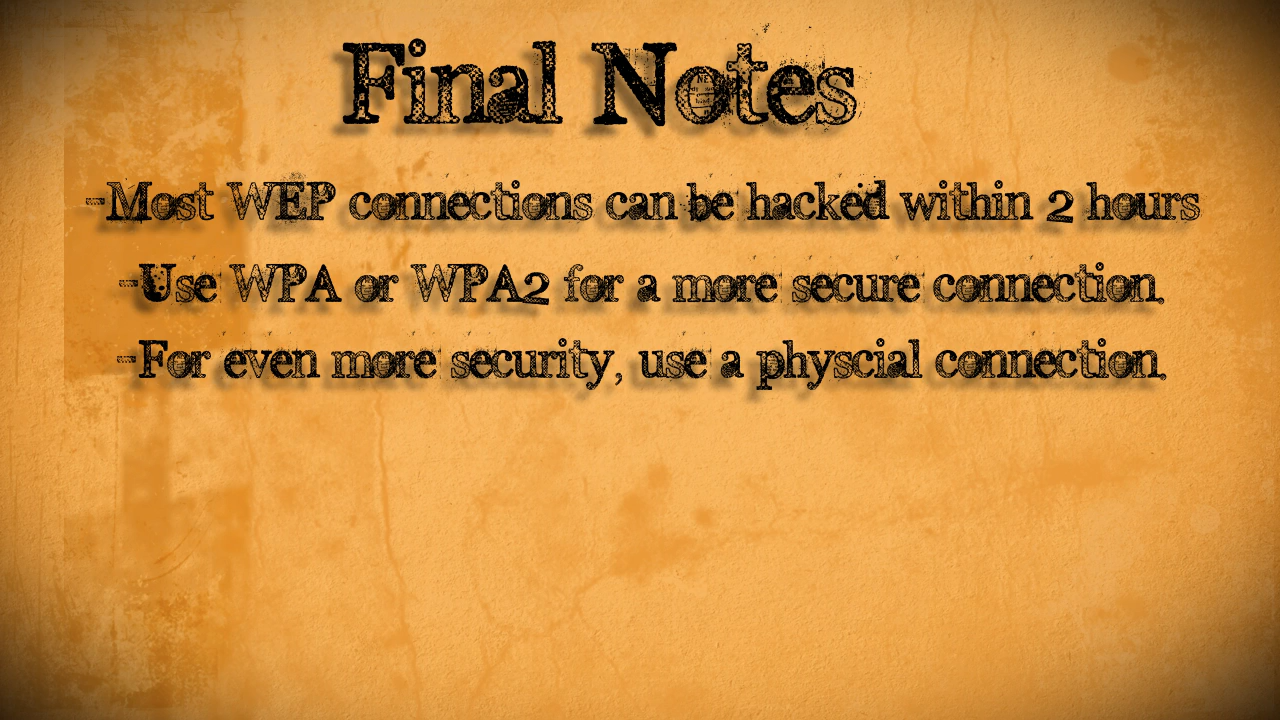 Final Notes
-Most WEP connections can be hacked within 2 hours
-Use WPA or WPA2 for a more secure connection.
-For even more security, use a physcial connection.